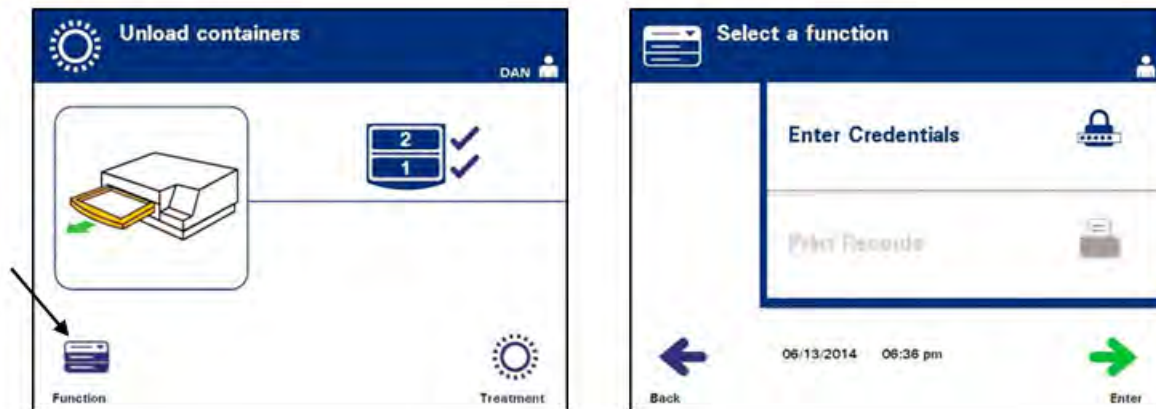 Unload containers
DAN
2
1
Function
Treatment
Select a function
Enter Credentials
Print Records
06/13/2014 06:36 pm
Back
Enter